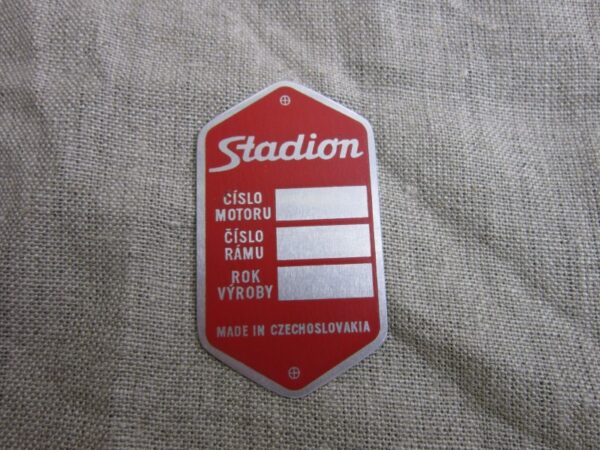 Stadion
ČÍSLO
MOTORU
ČÍSLO
RÁMU
ROK
VÝROBY
MADE IN CZECHOSLOVAKIA